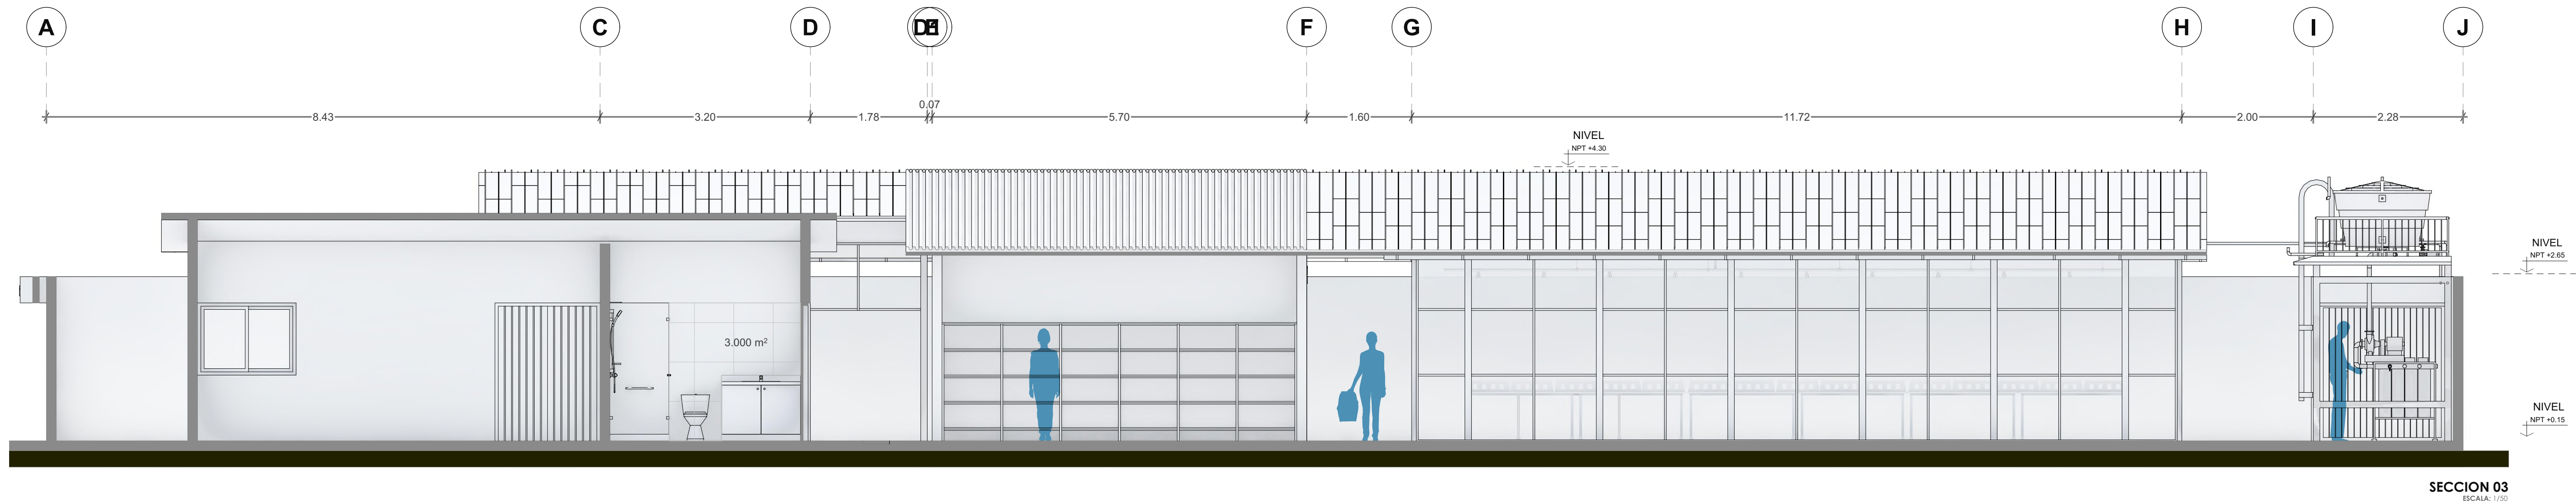 A C D F G H I J
0.07
8.43 3.20 1.78 5.70 1.60 11.72 2.00 2.28
NIVEL
NPT +4.30
NIVEL
NPT +2.65
3.000 m²
NIVEL
NPT +0.15
SECCION 03
ESCALA: 1/50